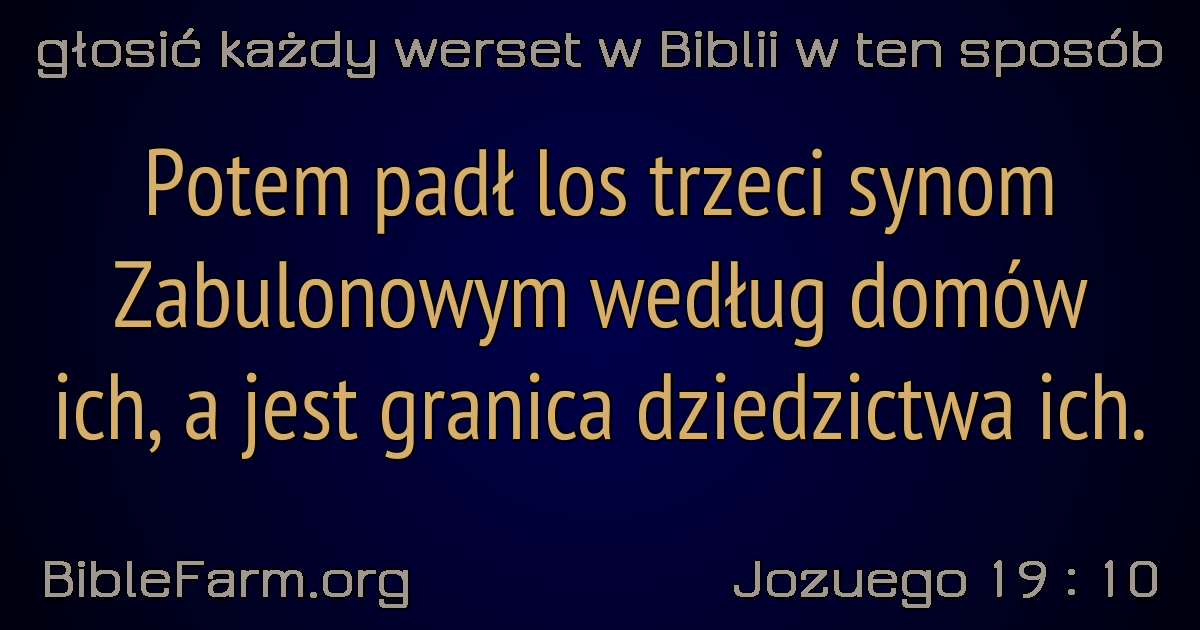 głosić każdy werset w Biblii w ten sposób
Potem padł los trzeci synom
Zabulonowym według domów
ich, a jest granica dziedzictwa ich.
BibleFarm.org
Jozuego 19 : 10